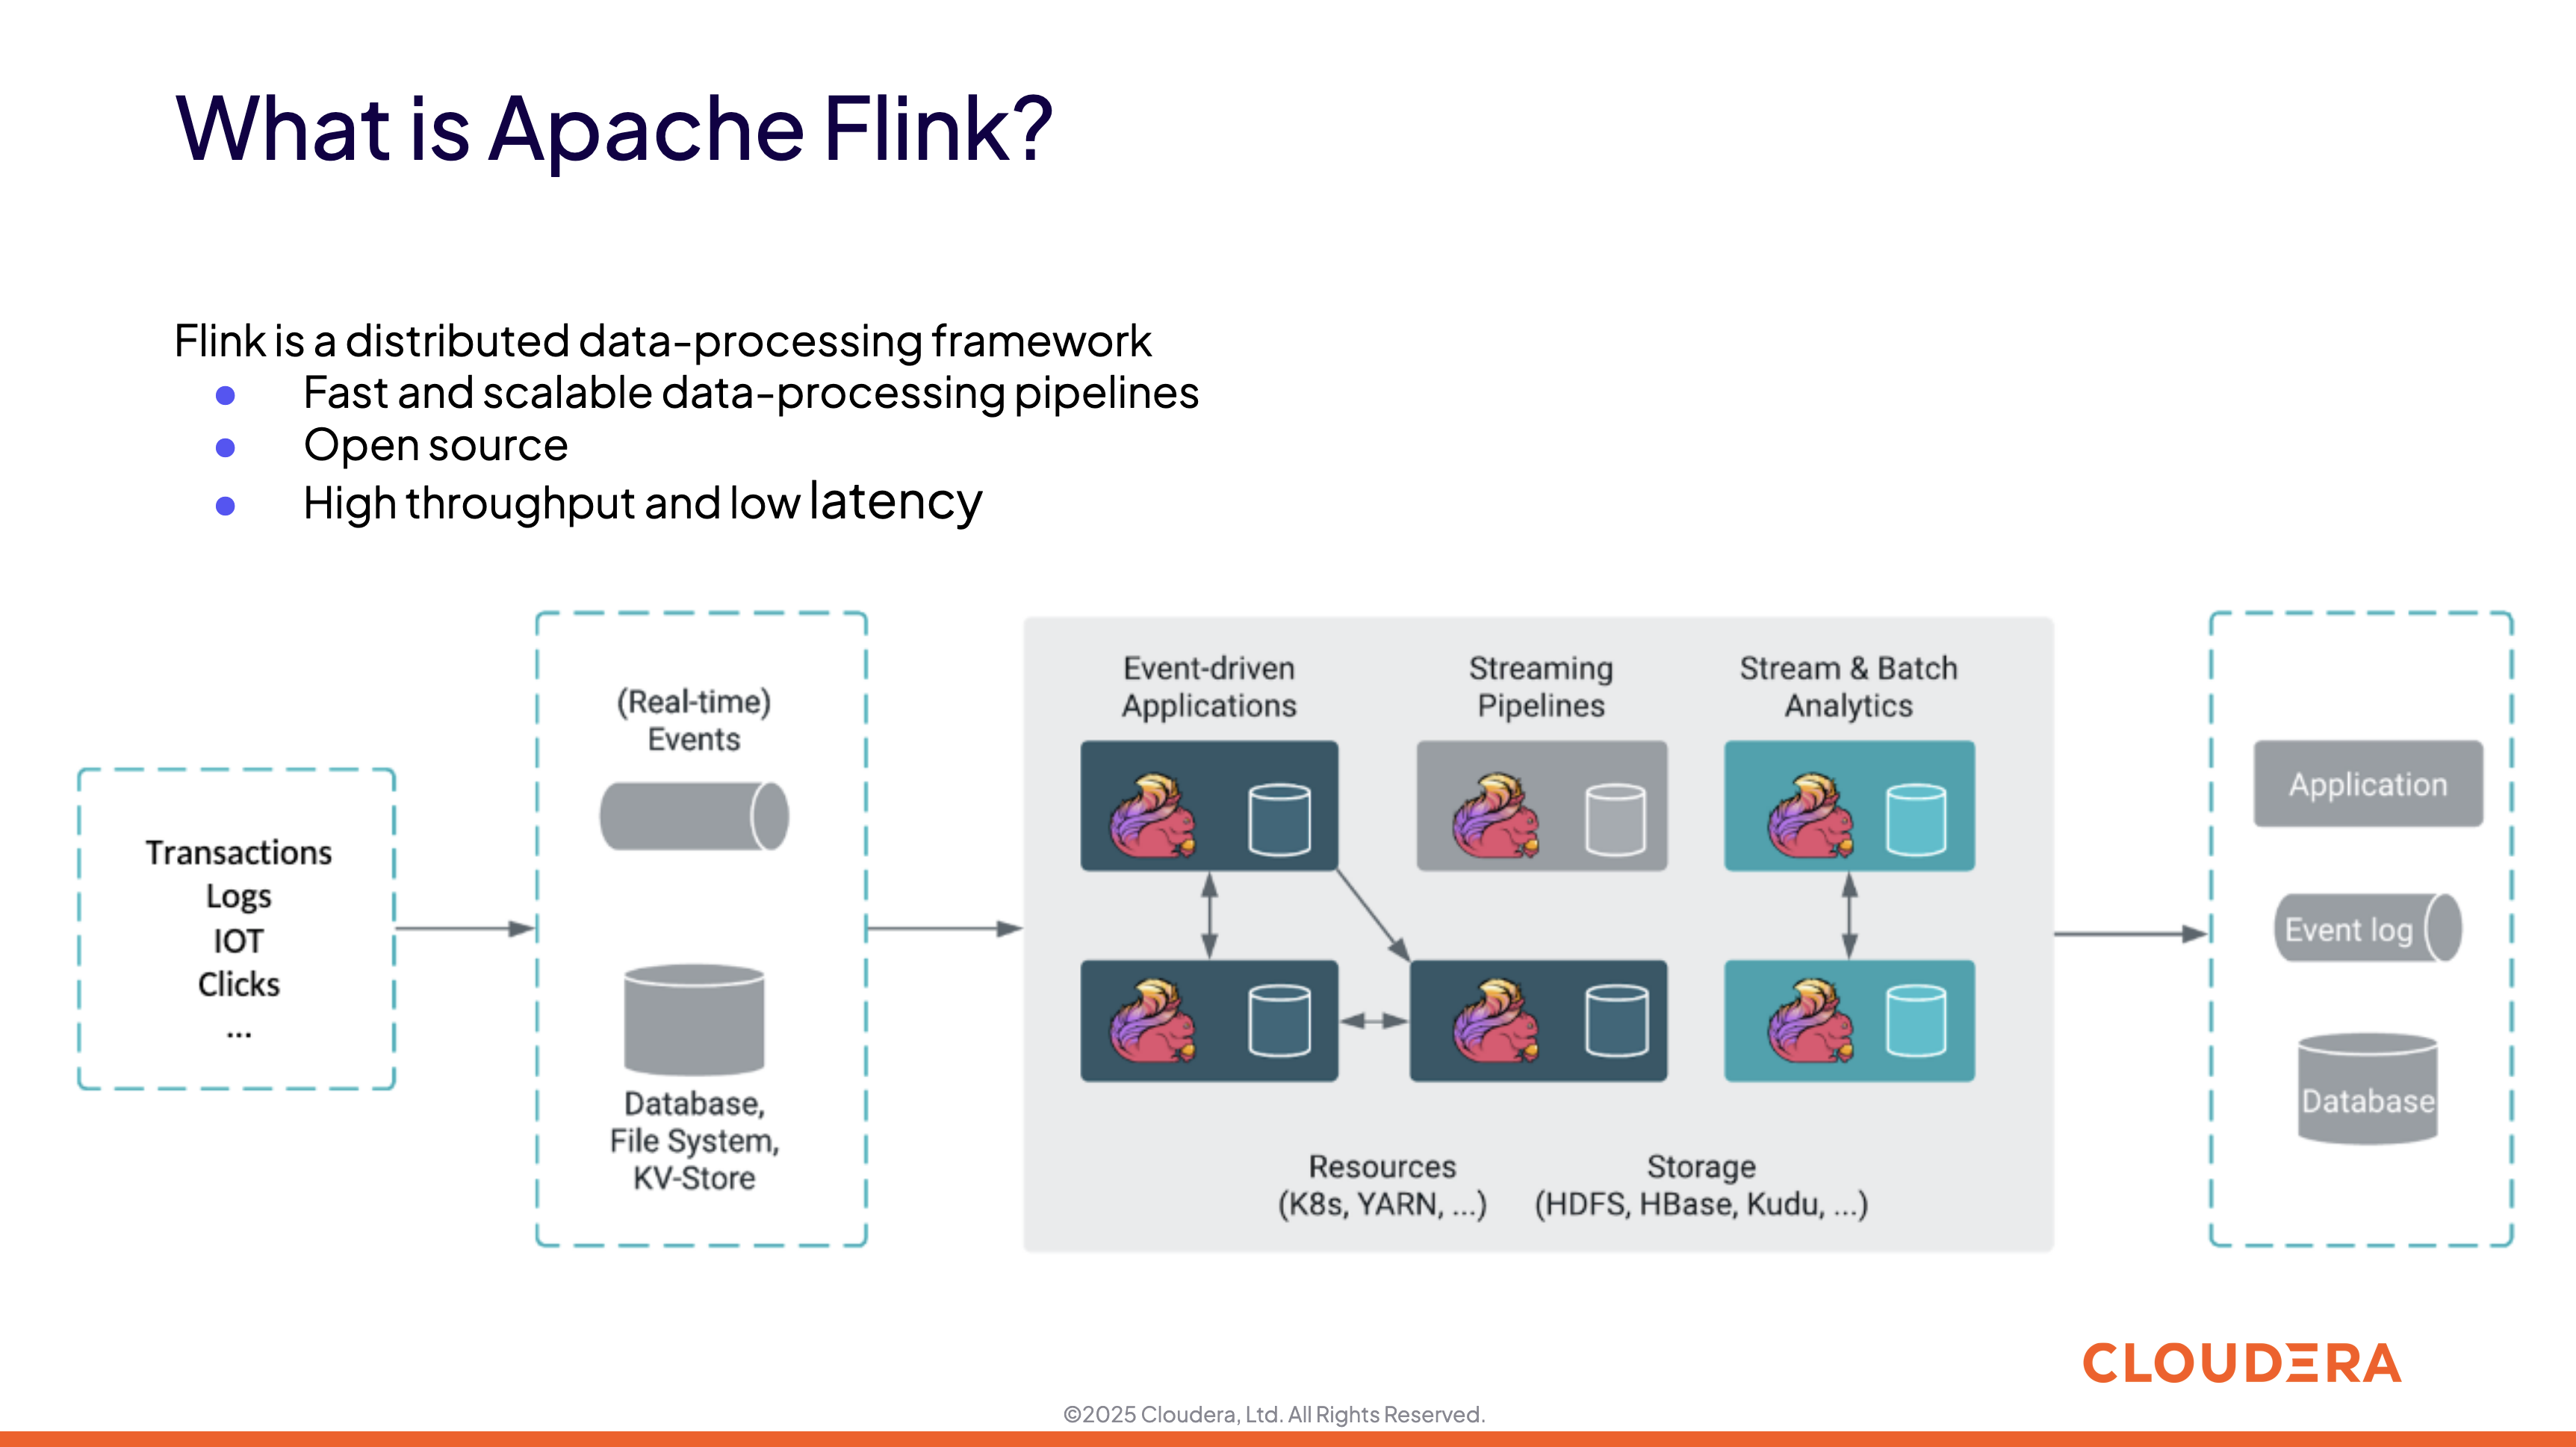 What is Apache Flink?
Flink is a distributed data-processing framework
● Fast and scalable data-processing pipelines
● Open source
● High throughput and low latency
Transactions
Logs
IOT
Clicks
...
(Real-time)
Events
Database,
File System,
KV-Store
Event-driven
Applications
Streaming
Pipelines
Stream & Batch
Analytics
Resources
(K8s, YARN, ...)
Storage
(HDFS, HBase, Kudu, ...)
Application
Event log
Database
CLOUDERA
©2025 Cloudera, Ltd. All Rights Reserved.